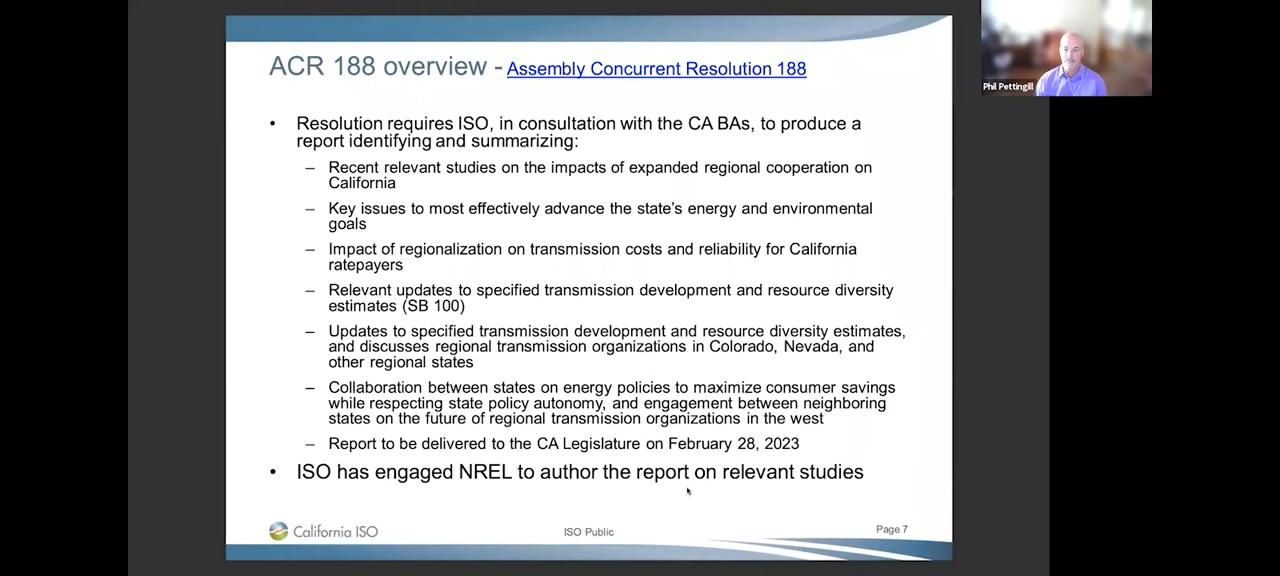 ACR 188 overview - Assembly Concurrent Resolution 188
Phil Pettingill
• Resolution requires ISO, in consultation with the CA BAs, to produce a
report identifying and summarizing:
– Recent relevant studies on the impacts of expanded regional cooperation on
California
– Key issues to most effectively advance the state's energy and environmental
goals
– Impact of regionalization on transmission costs and reliability for California
ratepayers
– Relevant updates to specified transmission development and resource diversity
estimates (SB 100)
– Updates to specified transmission development and resource diversity estimates,
and discusses regional transmission organizations in Colorado, Nevada, and
other regional states
– Collaboration between states on energy policies to maximize consumer savings
while respecting state policy autonomy, and engagement between neighboring
states on the future of regional transmission organizations in the west
– Report to be delivered to the CA Legislature on February 28, 2023
• ISO has engaged NREL to author the report on relevant studies
California ISO
ISO Public
Page 7